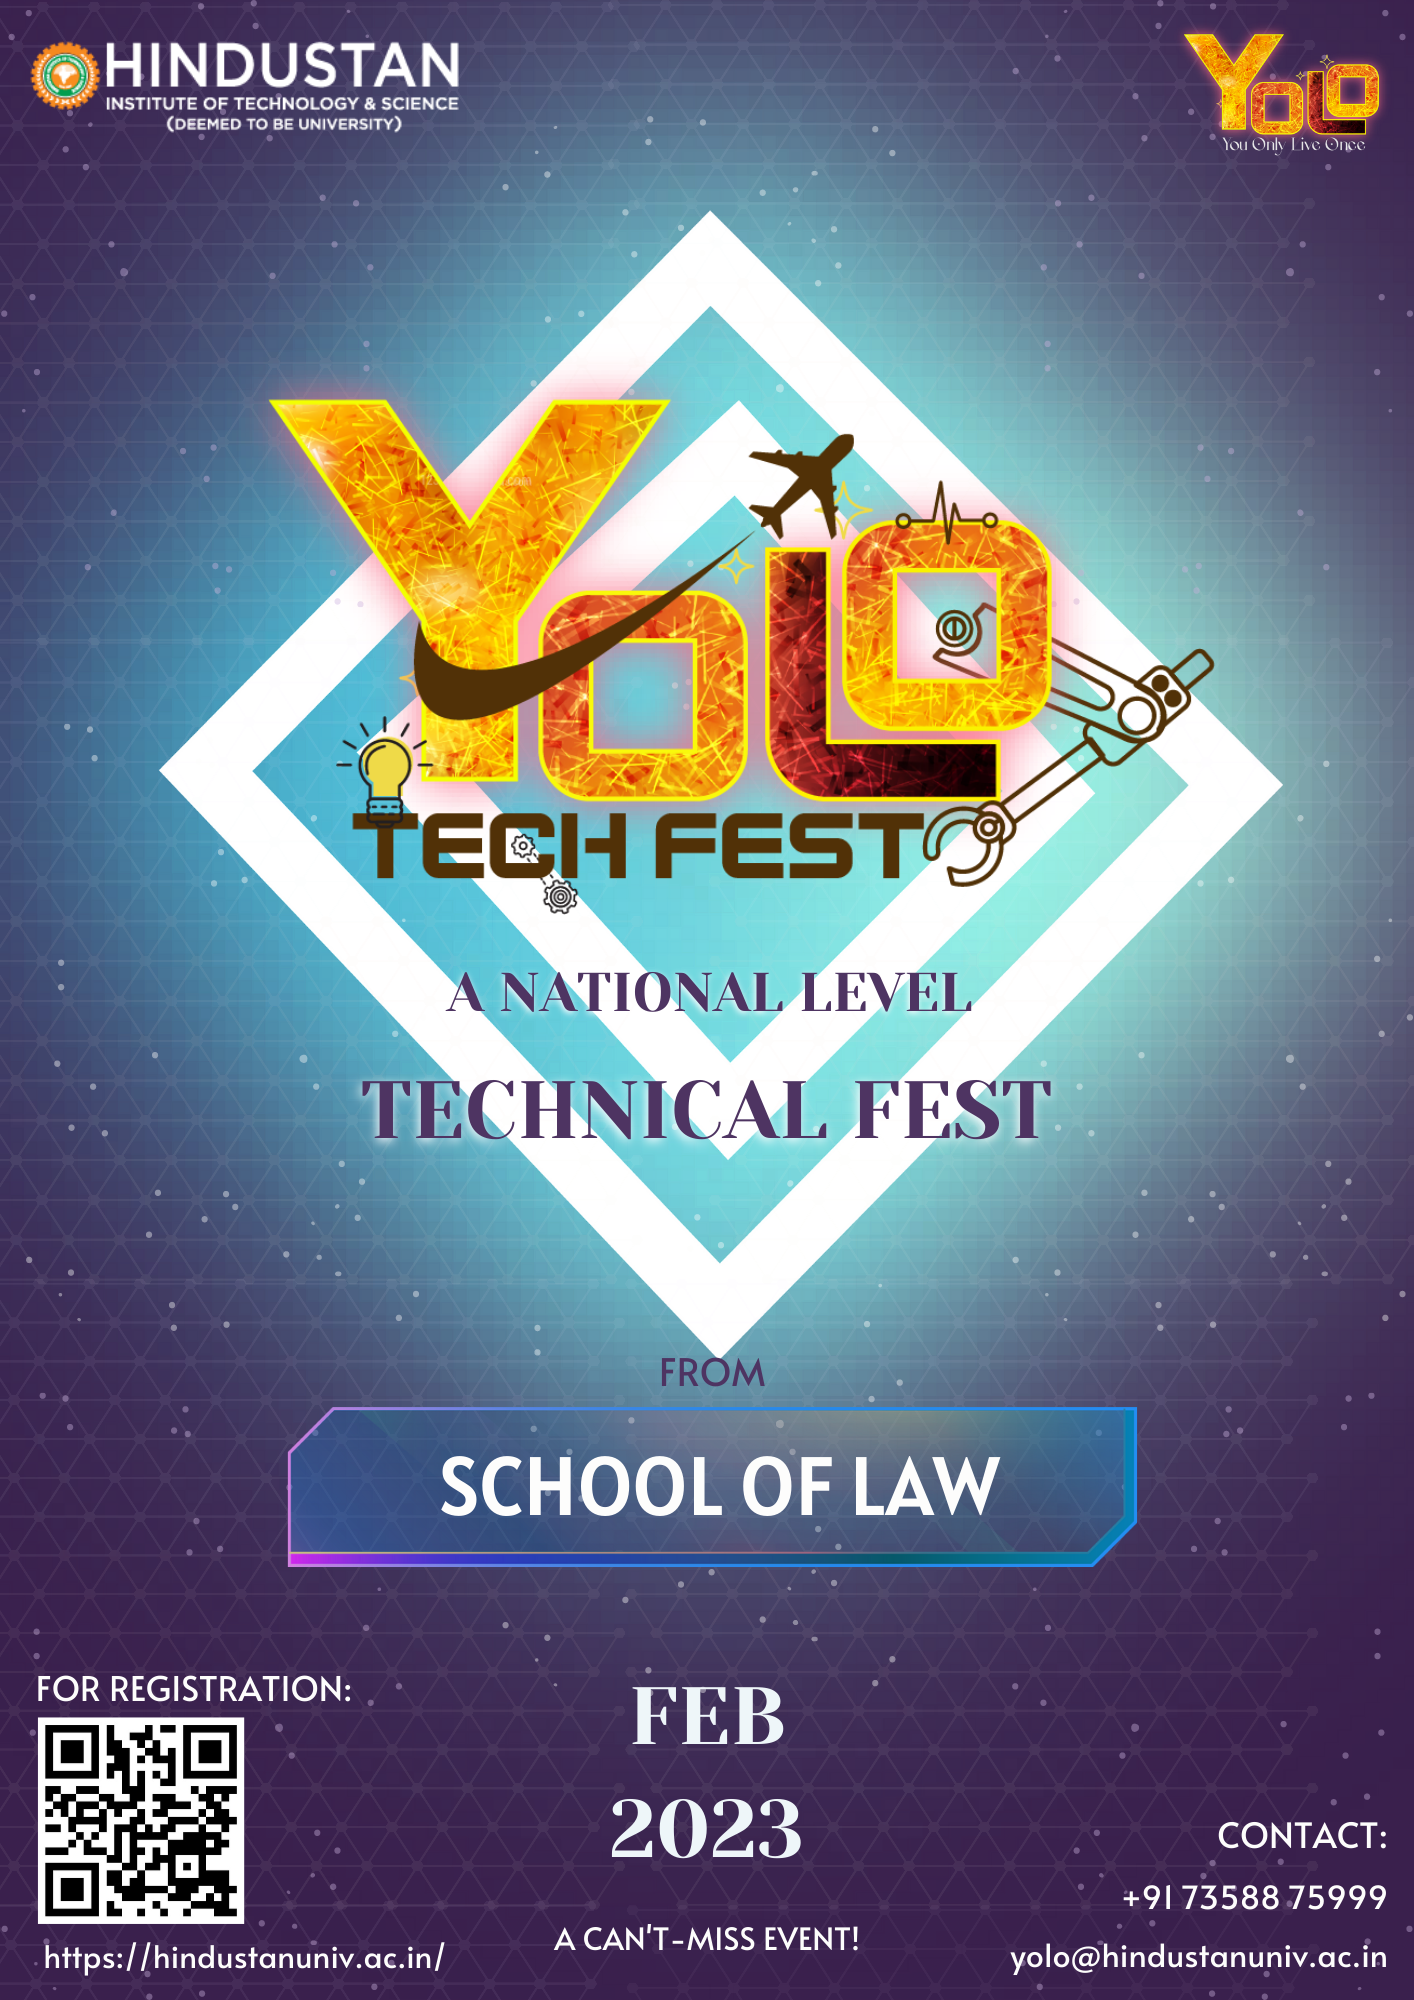 HINDUSTAN
INSTITUTE OF TECHNOLOGY & SCIENCE
(DEEMED TO BE UNIVERSITY)
YOLO
You Only Live Once
YOLO
TECH FEST
A NATIONAL LEVEL
TECHNICAL FEST
FROM
SCHOOL OF LAW
FOR REGISTRATION:
https://hindustanuniv.ac.in/
FEB
2023
A CAN'T-MISS EVENT!
CONTACT:
+91 73588 75999
yolo@hindustanuniv.ac.in